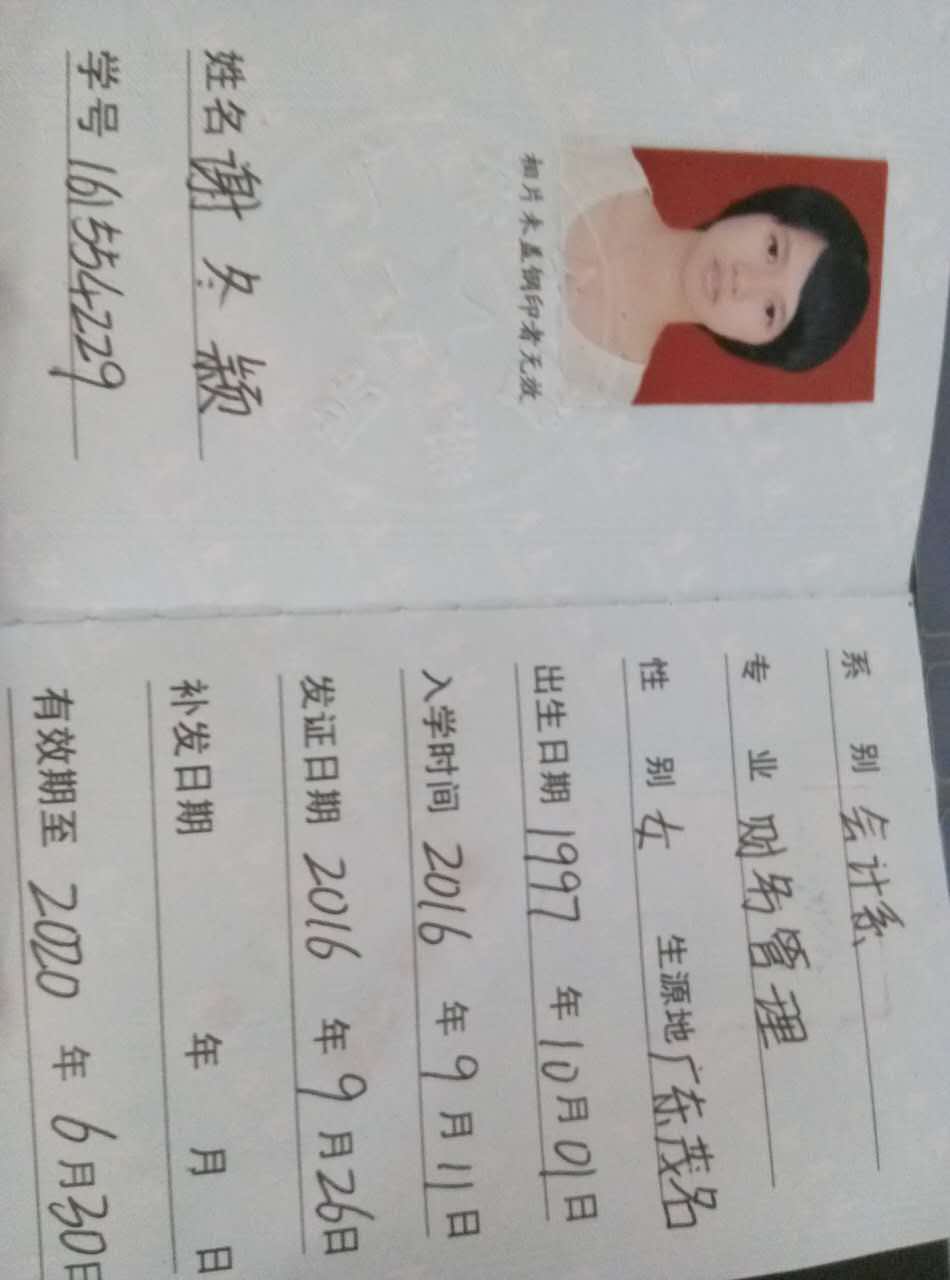 相片未盖钢印者无效
姓名 谢冬颖
学号 161554229
系别 会计系
专业 财务管理
性别 女 生源地 广东茂名
出生日期 1997 年 10 月 01 日
入学时间 2016 年 9 月 11 日
发证日期 2016 年 9 月 26 日
补发日期 年 月 日
有效期至 2020 年 6 月 30 日